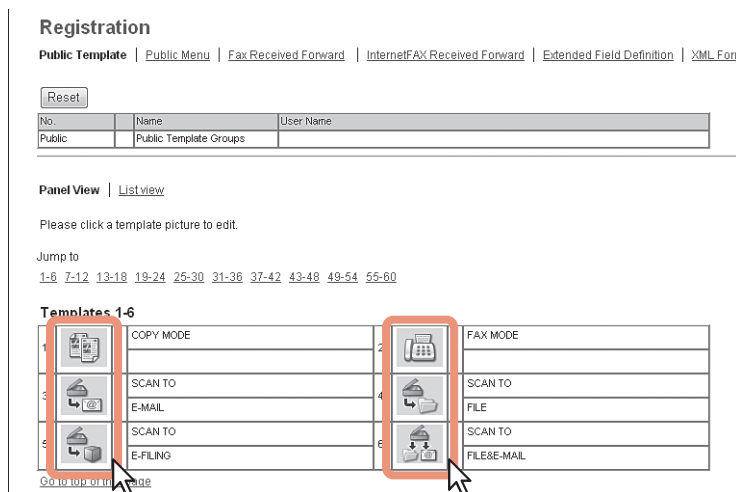 Registration
Public Template | Public Menu | Fax Received Forward | InternetFAX Received Forward | Extended Field Definition | XML For
Reset
No. Name User Name
Public Public Template Groups
Panel View | List view
Please click a template picture to edit.
Jump to
1-6 7-12 13-18 19-24 25-30 31-36 37-42 43-48 49-54 55-60
Templates 1-6
1 COPY MODE 2 FAX MODE
3 SCAN TO 4 SCAN TO
E-MAIL FILE
5 SCAN TO 6 SCAN TO
E-FILING FILE&E-MAIL
Go to top of this page